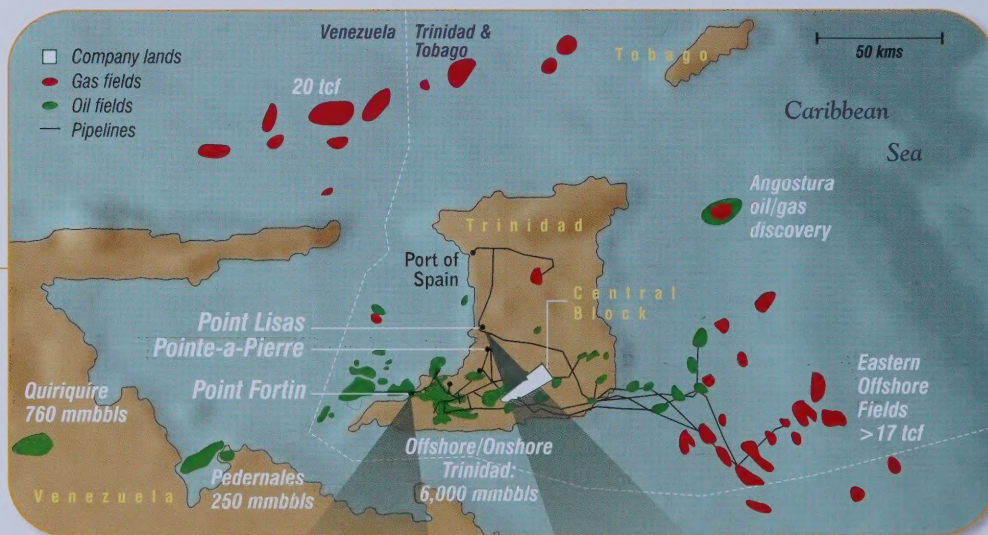 Venezuela
Trinidad &
Tobago
Company lands
Gas fields
Oil fields
Pipelines
20 tcf
Tobago
50 kms
Caribbean
Sea
Angostura
oil/gas
discovery
Trinidad
Port of
Spain
Central
Block
Point Lisas
Pointe-a-Pierre
Point Fortin
Quiriquire
760 mmbbls
Eastern
Offshore
Fields
>17 tcf
Offshore/Onshore
Trinidad:
6,000 mmbbls
Pedernales
250 mmbbls
Venezuela